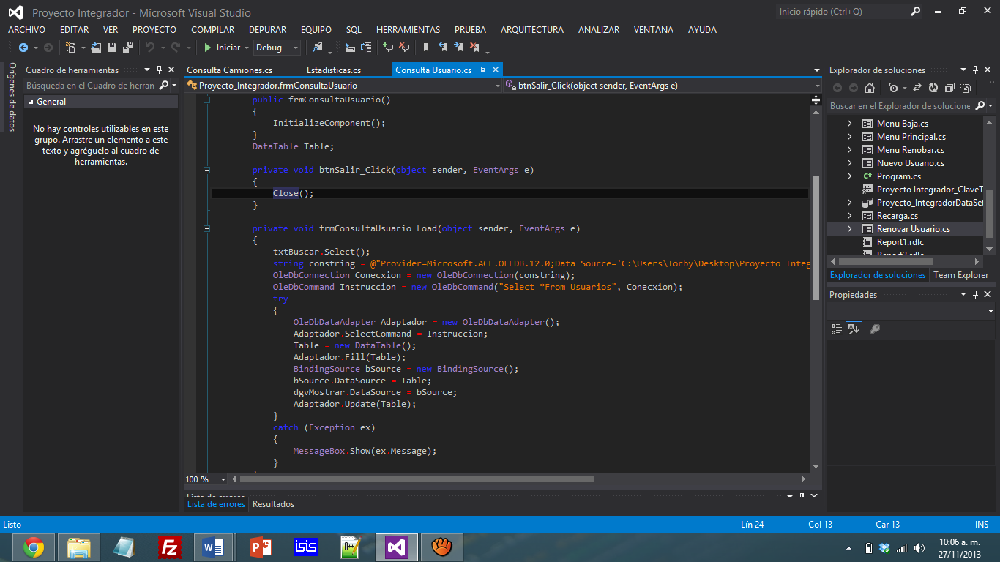 Proyecto Integrador - Microsoft Visual Studio
Inicio rápido (Ctrl+Q)
ARCHIVO EDITAR VER PROYECTO COMPILAR DEPURAR EQUIPO SQL HERRAMIENTAS PRUEBA ARQUITECTURA ANALIZAR VENTANA AYUDA
Iniciar Debug
Orígenes de datos
Cuadro de herramientas
Búsqueda en el Cuadro de herran
General
No hay controles utilizables en este
grupo. Arrastre un elemento a este
texto y agréguelo al cuadro de
herramientas.
Consulta Camiones.cs Estadisticas.cs Consulta Usuario.cs
Proyecto_Integrador.frmConsultaUsuario btnSalir_Click(object sender, EventArgs e)
public frmConsultaUsuario()
{
InitializeComponent();
}
DataTable Table;
private void btnSalir_Click(object sender, EventArgs e)
{
Close();
}
private void frmConsultaUsuario_Load(object sender, EventArgs e)
{
txtBuscar.Select();
string constring = @"Provider=Microsoft.ACE.OLEDB.12.0;Data Source='C:\Users\Torby\Desktop\Proyecto Integ
OleDbConnection Conecxion = new OleDbConnection(constring);
OleDbCommand Instruccion = new OleDbCommand("Select *From Usuarios", Conecxion);
try
{
OleDbDataAdapter Adaptador = new OleDbDataAdapter();
Adaptador.SelectCommand = Instruccion;
Table = new DataTable();
Adaptador.Fill(Table);
BindingSource bSource = new BindingSource();
bSource.DataSource = Table;
dgvMostrar.DataSource = bSource;
Adaptador.Update(Table);
}
catch (Exception ex)
{
MessageBox.Show(ex.Message);
}
100 %
Lista de errores
Lista de errores Resultados
Explorador de soluciones
Buscar en el Explorador de solucione
Menu Baja.cs
Menu Principal.cs
Menu Renobar.cs
Nuevo Usuario.cs
Program.cs
Proyecto Integrador_ClaveT
Proyecto_IntegradorDataSet
Recarga.cs
Renovar Usuario.cs
Report1.rdlc
Report2.rdlc
Explorador de soluciones Team Explorer
Propiedades
Listo Lín 24 Col 13 Car 13 INS
isis
10:06 a. m.
27/11/2013